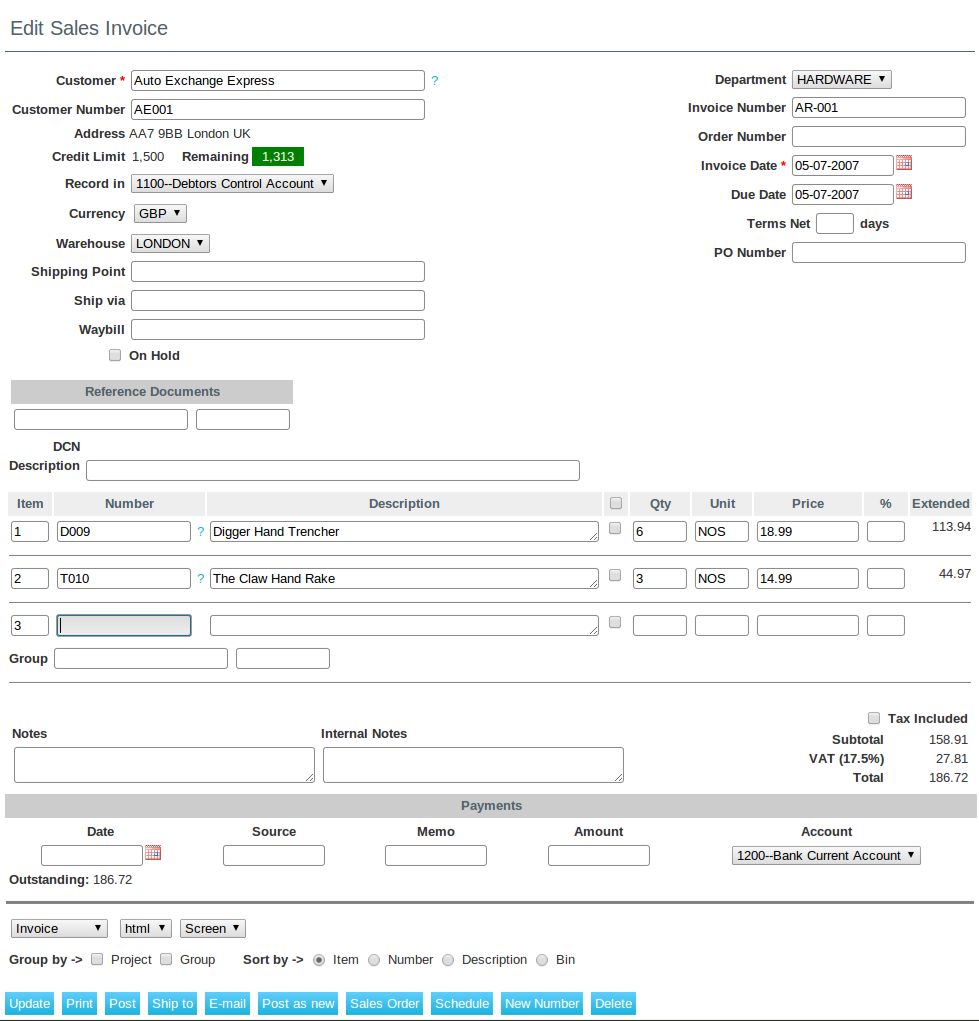 Edit Sales Invoice
Customer * Auto Exchange Express ? Department HARDWARE
Customer Number AE001 Invoice Number AR-001
Address AA7 9BB London UK Order Number
Credit Limit 1,500 Remaining 1,313 Invoice Date * 05-07-2007
Record in 1100--Debtors Control Account Due Date 05-07-2007
Currency GBP Terms Net days
Warehouse LONDON PO Number
Shipping Point
Ship via
Waybill
On Hold
Reference Documents
DCN
Description
Item Number Description Qty Unit Price % Extended
1 D009 ? Digger Hand Trencher 6 NOS 18.99 113.94
2 T010 ? The Claw Hand Rake 3 NOS 14.99 44.97
3
Group
Tax Included
Notes Internal Notes Subtotal 158.91
VAT (17.5%) 27.81
Total 186.72
Payments
Date Source Memo Amount Account
1200--Bank Current Account
Outstanding: 186.72
Invoice html Screen
Group by -> Project Group Sort by -> Item Number Description Bin
Update Print Post Ship to E-mail Post as new Sales Order Schedule New Number Delete